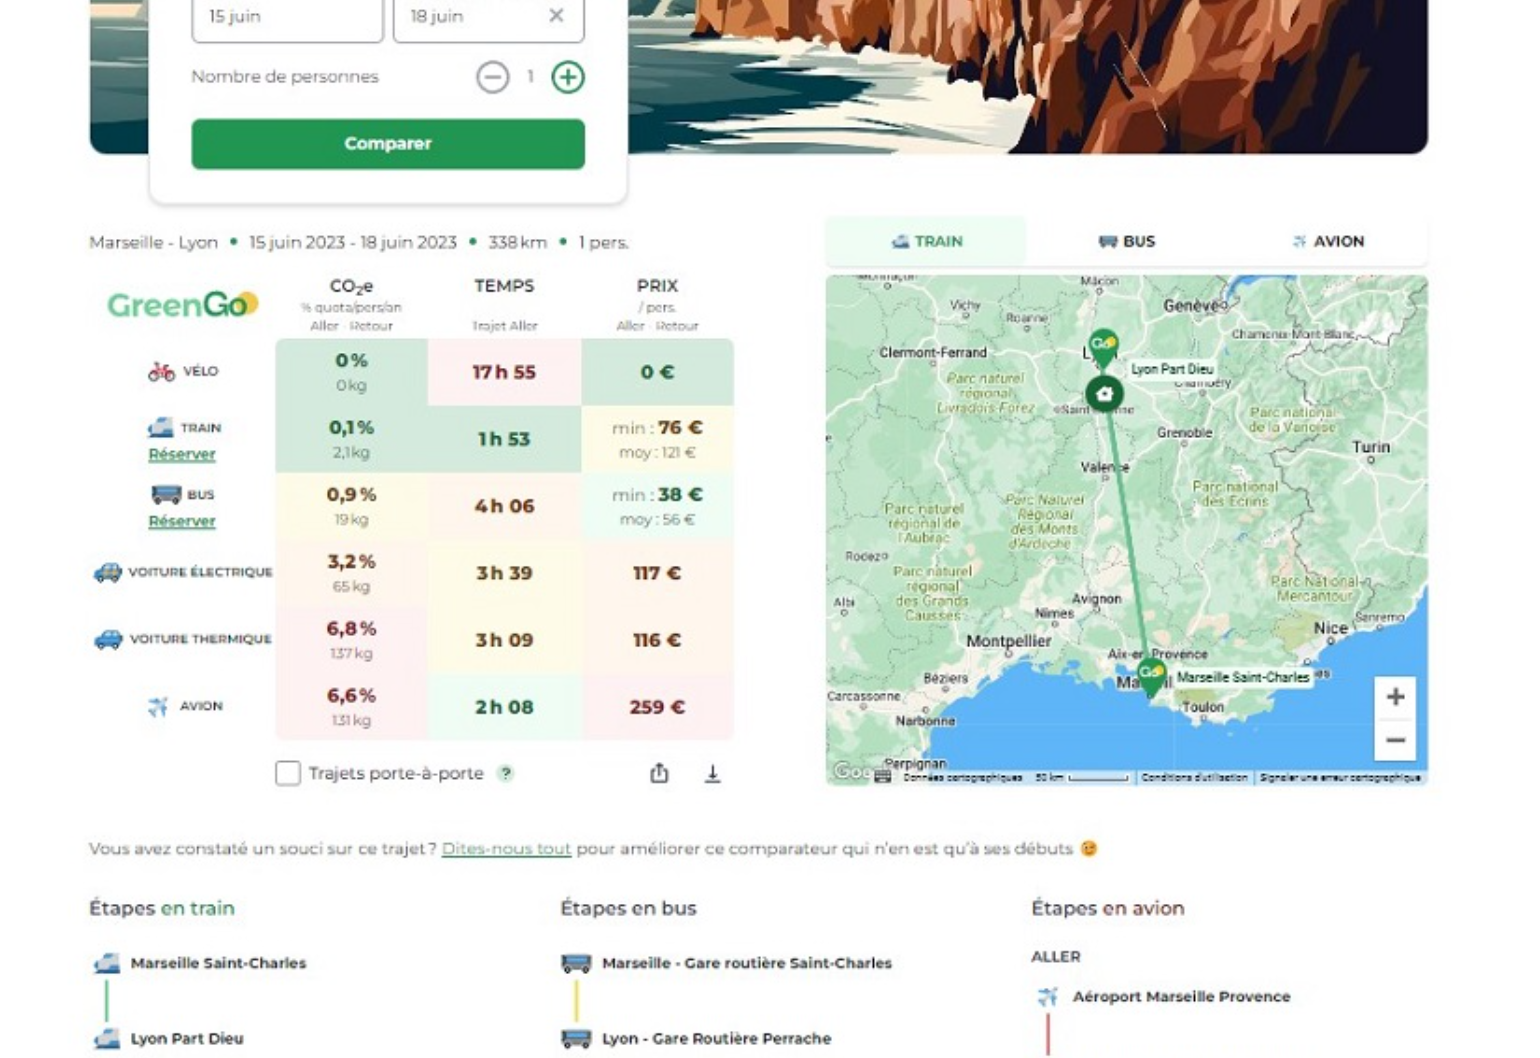 15 juin
18 juin
Nombre de personnes
1
Comparer
Marseille - Lyon • 15 juin 2023 - 18 juin 2023 • 338 km • 1 pers.
TRAIN
BUS
AVION
GreenGo
CO2e
% quota/pers/an
Aller - Retour
TEMPS
Trajet Aller
PRIX
/ pers.
Aller - Retour
VÉLO
0 %
0 kg
17 h 55
0 €
TRAIN
Réserver
0,1 %
2,1 kg
1 h 53
min : 76 €
moy : 121 €
BUS
Réserver
0,9 %
19 kg
4 h 06
min : 38 €
moy : 56 €
VOITURE ÉLECTRIQUE
3,2 %
65 kg
3 h 39
117 €
VOITURE THERMIQUE
6,8 %
137 kg
3 h 09
116 €
AVION
6,6 %
131 kg
2 h 08
259 €
Trajets porte-à-porte ?
Mâcon
Vichy
Genève
Roanne
Chamonix-Mont-Blanc
Clermont-Ferrand
Go
Lyon Part Dieu
Chambéry
Parc naturel
régional
Livradois-Forez
Parc national
de la Vanoise
Grenoble
Turin
Valence
Parc national
des Écrins
Parc Naturel
Régional
des Monts
d'Ardèche
Parc naturel
régional de
l'Aubrac
Rodez
Parc naturel
régional
des Grands
Causses
Parc National
Mercantour
Albi
Avignon
Nîmes
Nice
Sanremo
Montpellier
Aix-en-Provence
Go
Marseille Saint-Charles
Béziers
Carcassonne
Toulon
Narbonne
Perpignan
Données cartographiques
50 km
Conditions d'utilisation
Signaler une erreur cartographique
Vous avez constaté un souci sur ce trajet ? Dites-nous tout pour améliorer ce comparateur qui n'en est qu'à ses débuts
Étapes en train
Marseille Saint-Charles
Lyon Part Dieu
Étapes en bus
Marseille - Gare routière Saint-Charles
Lyon - Gare Routière Perrache
Étapes en avion
ALLER
Aéroport Marseille Provence